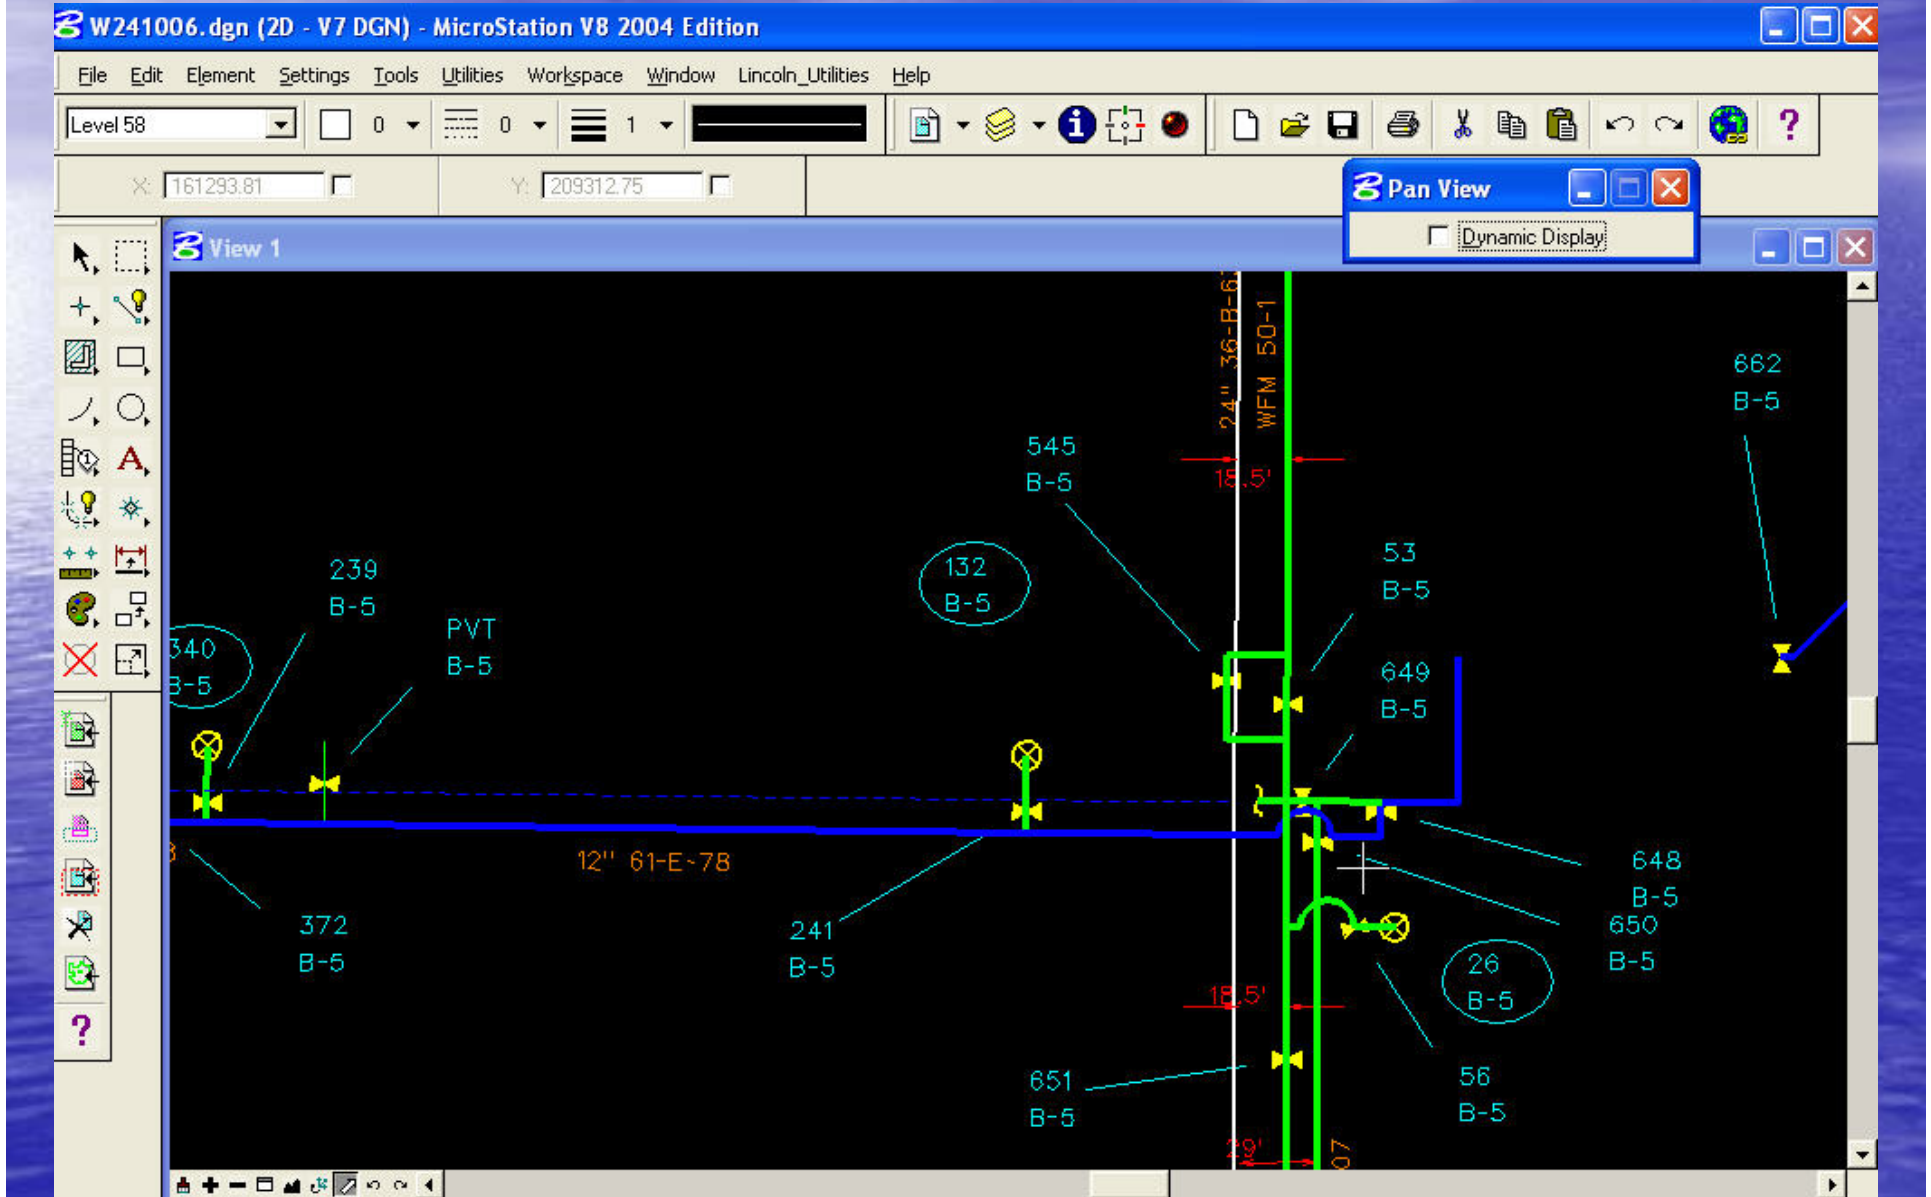 W241006.dgn (2D - V7 DGN) - MicroStation V8 2004 Edition
File Edit Element Settings Tools Utilities Workspace Window Lincoln_Utilities Help
Level 58 0 0 1
X: 161293.81 Y: 209312.75
Pan View
Dynamic Display
View 1
24" 36-B-6
WFM 50-1
662
B-5
545
B-5
18.5'
53
B-5
132
B-5
239
B-5
PVT
B-5
340
B-5
649
B-5
12" 61-E-78
648
B-5
650
B-5
372
B-5
241
B-5
26
B-5
18.5'
651
B-5
56
B-5
29'
07